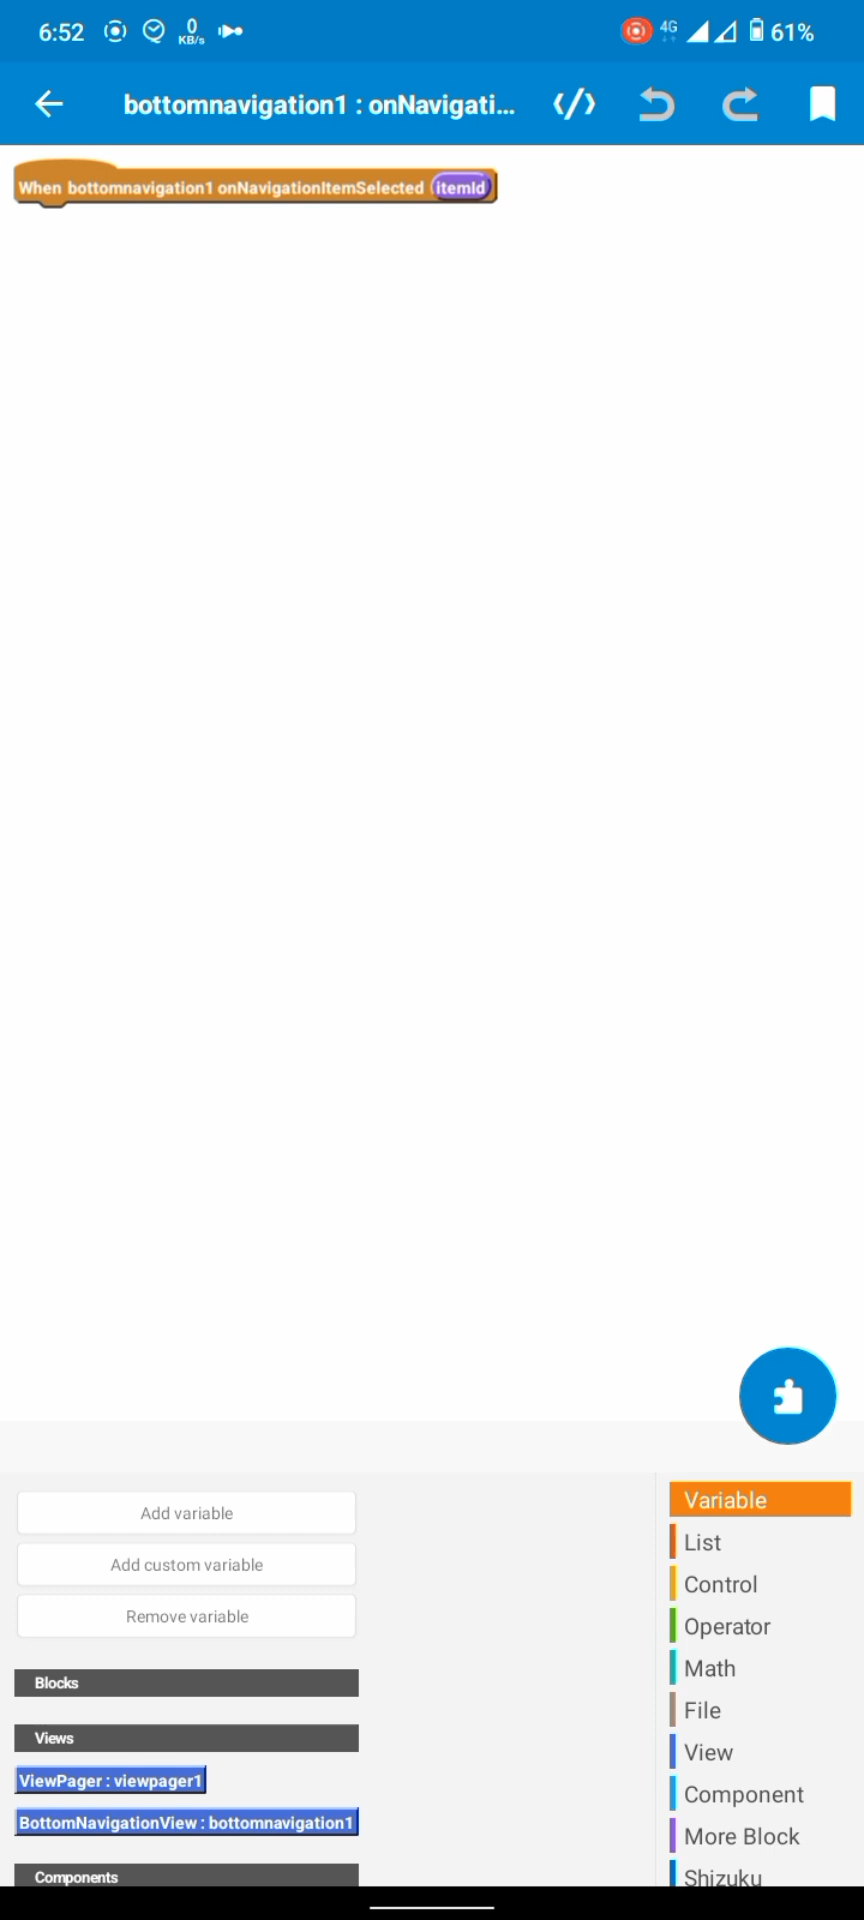 6:52 0 KB/s 4G 61%
bottomnavigation1 : onNavigati...
When bottomnavigation1 onNavigationItemSelected itemId
Add variable
Add custom variable
Remove variable
Blocks
Views
ViewPager : viewpager1
BottomNavigationView : bottomnavigation1
Components
Variable
List
Control
Operator
Math
File
View
Component
More Block
Shizuku